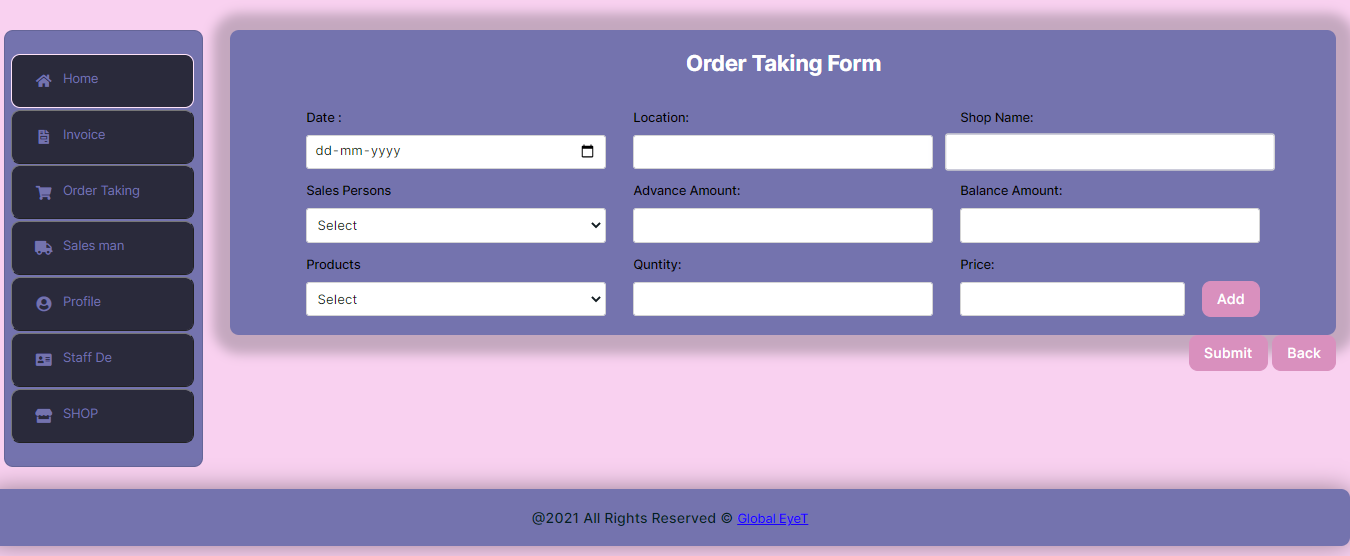 Home
Invoice
Order Taking
Sales man
Profile
Staff De
SHOP
Order Taking Form
Date : Location: Shop Name:
dd-mm-yyyy
Sales Persons Advance Amount: Balance Amount:
Select
Products Quntity: Price:
Select Add
Submit Back
@2021 All Rights Reserved © Global EyeT